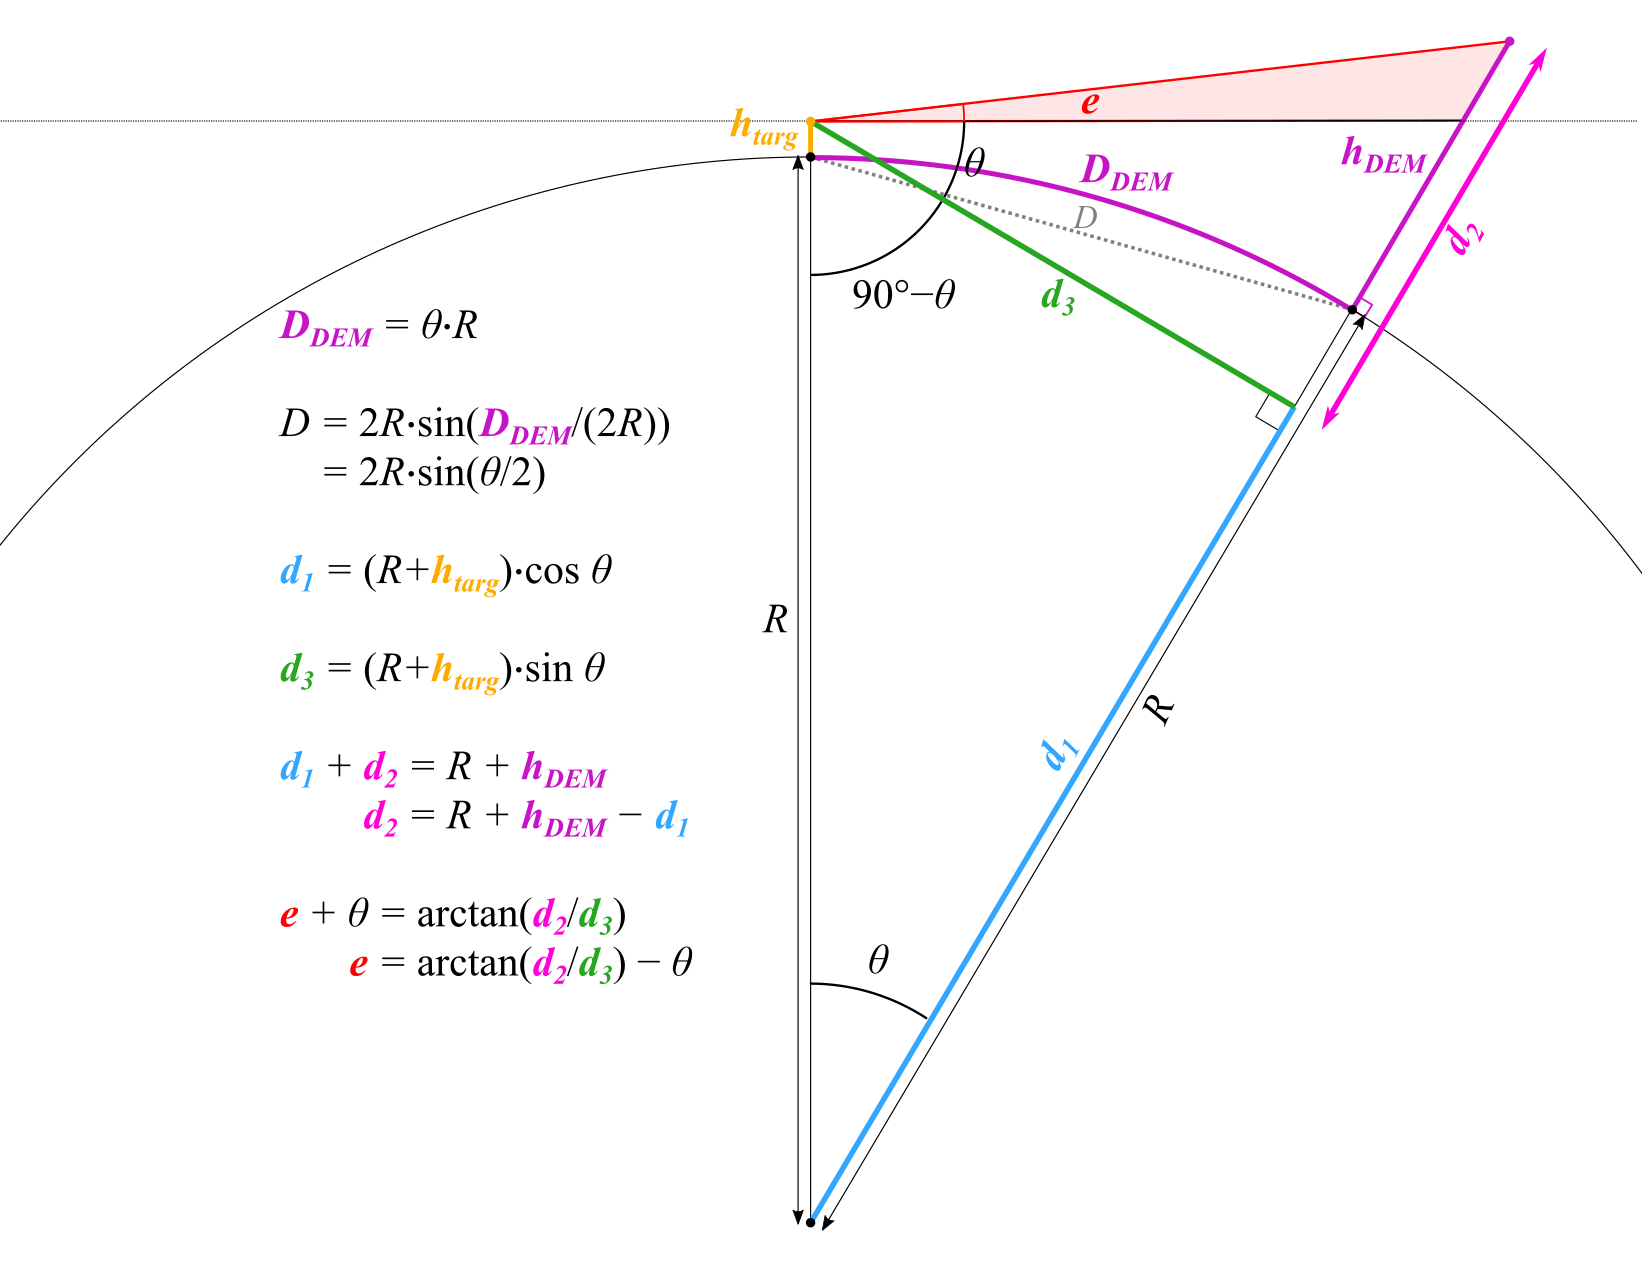 e
h_targ
θ
D_DEM
h_DEM
D
d_2
90°−θ
d_3
D_DEM = θ·R
D = 2R·sin(D_DEM/(2R))
= 2R·sin(θ/2)
d_1 = (R+h_targ)·cos θ
R
d_3 = (R+h_targ)·sin θ
R
d_1
d_1 + d_2 = R + h_DEM
d_2 = R + h_DEM − d_1
e + θ = arctan(d_2/d_3)
e = arctan(d_2/d_3) − θ
θ